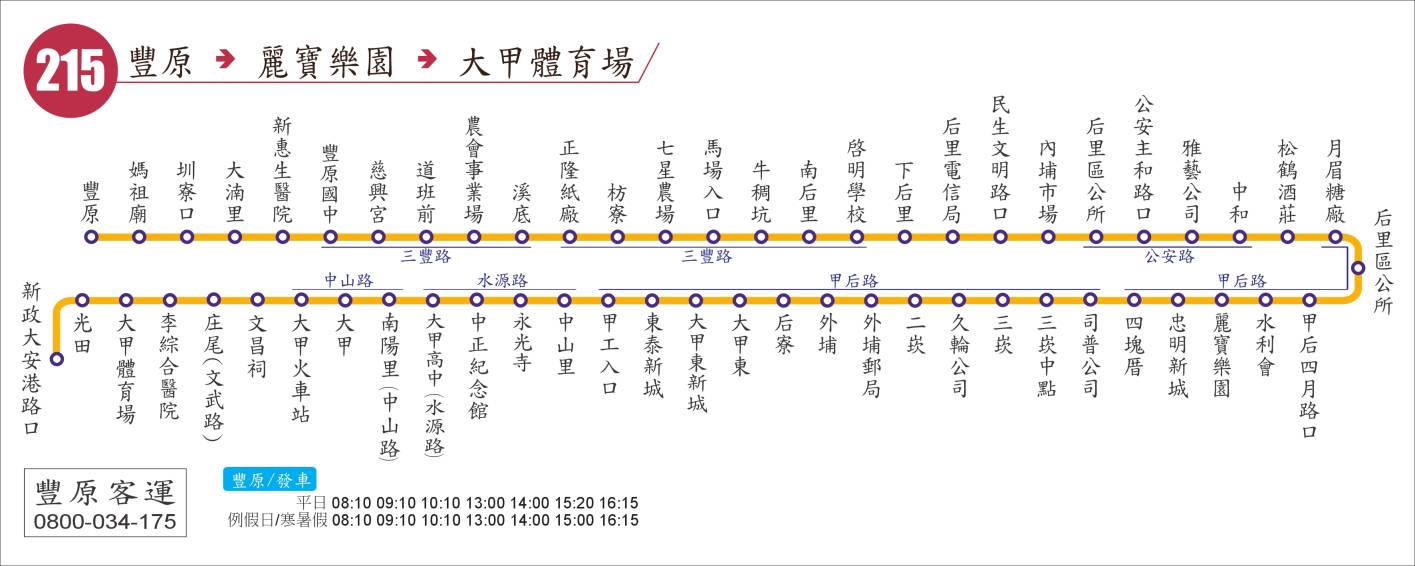 215 豐原 ➔ 麗寶樂園 ➔ 大甲體育場
豐原
媽祖廟
圳寮口
大湳里
新惠生醫院
豐原國中
慈興宮
道班前
農會事業場
溪底
正隆紙廠
枋寮
七星農場
馬場入口
牛稠坑
南后里
啓明學校
下后里
后里電信局
民生文明路口
內埔市場
后里區公所
公安主和路口
雅藝公司
中和
松鶴酒莊
月眉糖廠
后里區公所
三豐路
三豐路
公安路
中山路
水源路
甲后路
甲后路
新政大安港路口
光田
大甲體育場
李綜合醫院
庄尾(文武路)
文昌祠
大甲火車站
大甲
南陽里(中山路)
大甲高中(水源路)
中正紀念館
永光寺
中山里
甲工入口
東泰新城
大甲東新城
大甲東
后寮
外埔
外埔郵局
二崁
久輪公司
三崁
三崁中點
司普公司
四塊厝
忠明新城
麗寶樂園
水利會
甲后四月路口
豐原客運
0800-034-175
豐原/發車
平日 08:10 09:10 10:10 13:00 14:00 15:20 16:15
例假日/寒暑假 08:10 09:10 10:10 13:00 14:00 15:00 16:15